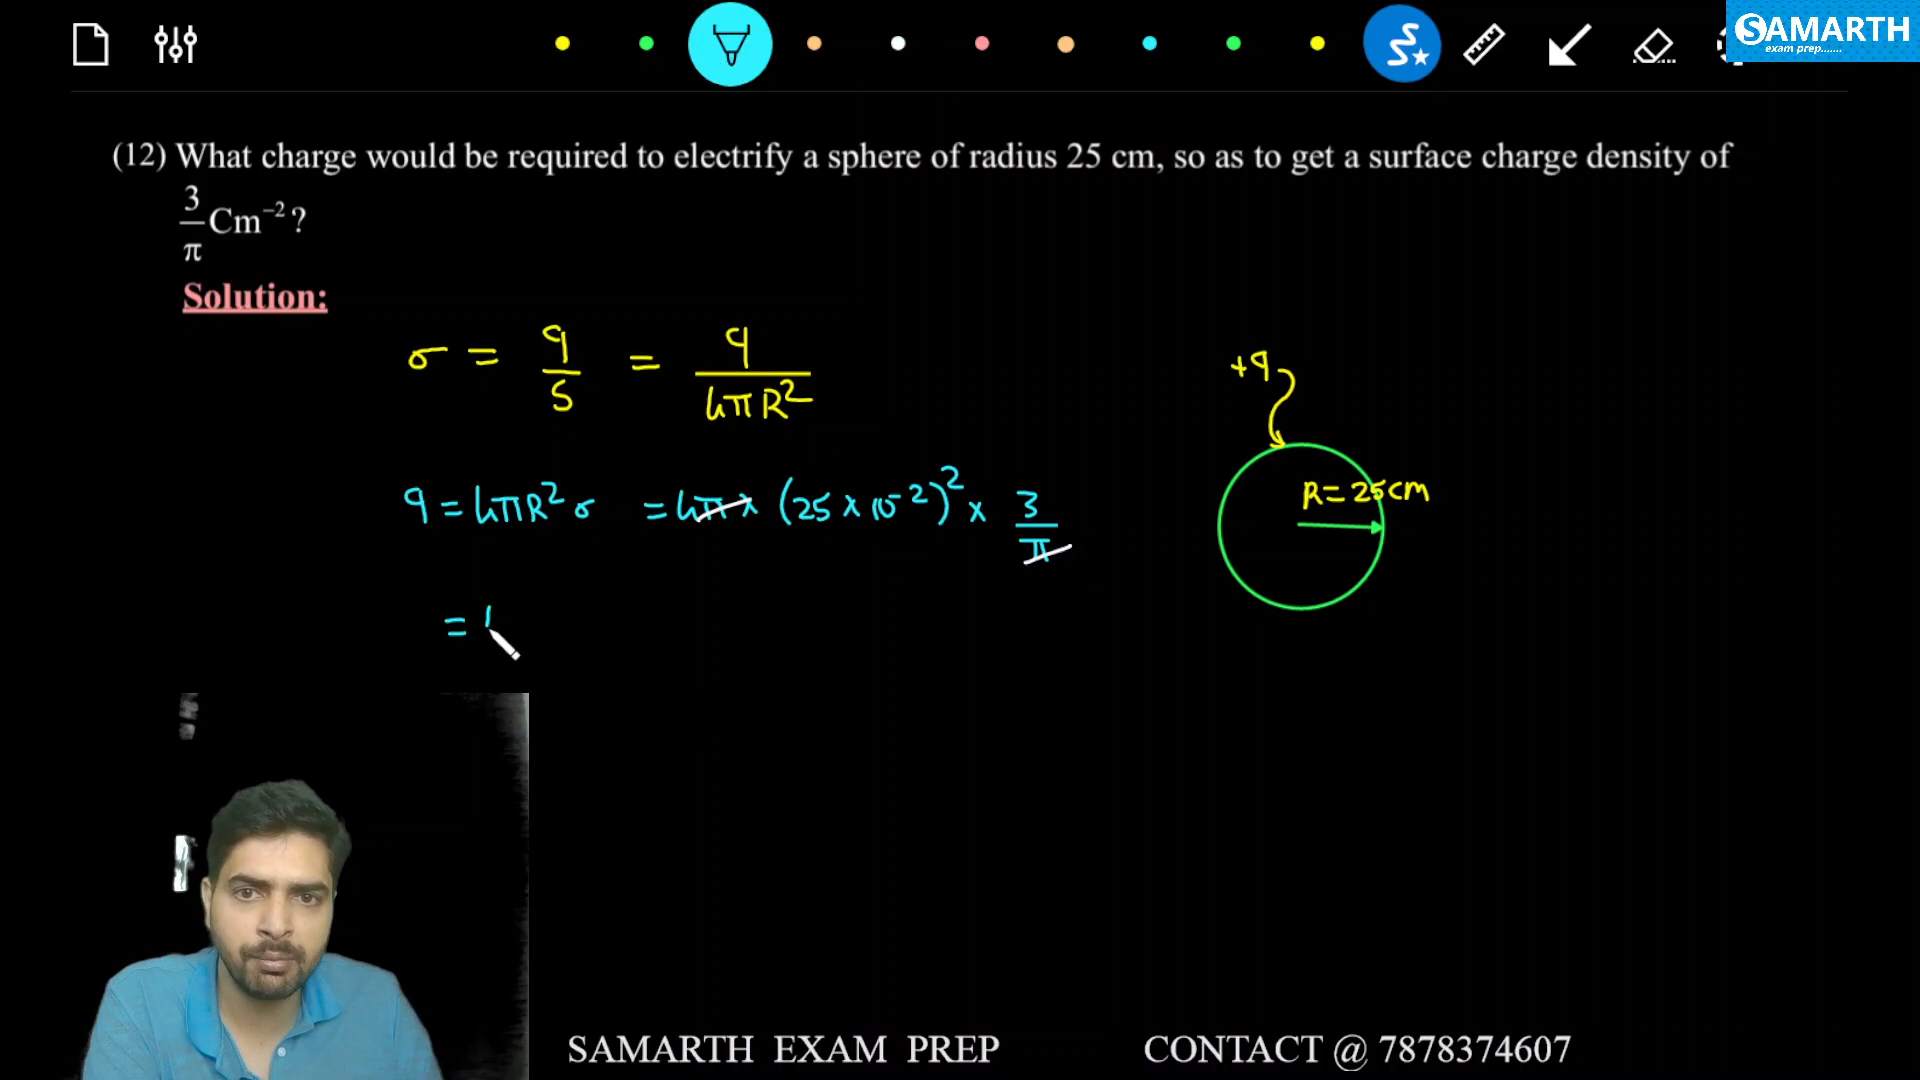 SAMARTH
exam prep.......
(12) What charge would be required to electrify a sphere of radius 25 cm, so as to get a surface charge density of
3/π Cm⁻² ?
Solution:
σ = q/S = q/4πR²
+q
q = 4πR²σ = 4π × (25 × 10⁻²)² × 3/π
R = 25 cm
=
SAMARTH EXAM PREP
CONTACT @ 7878374607